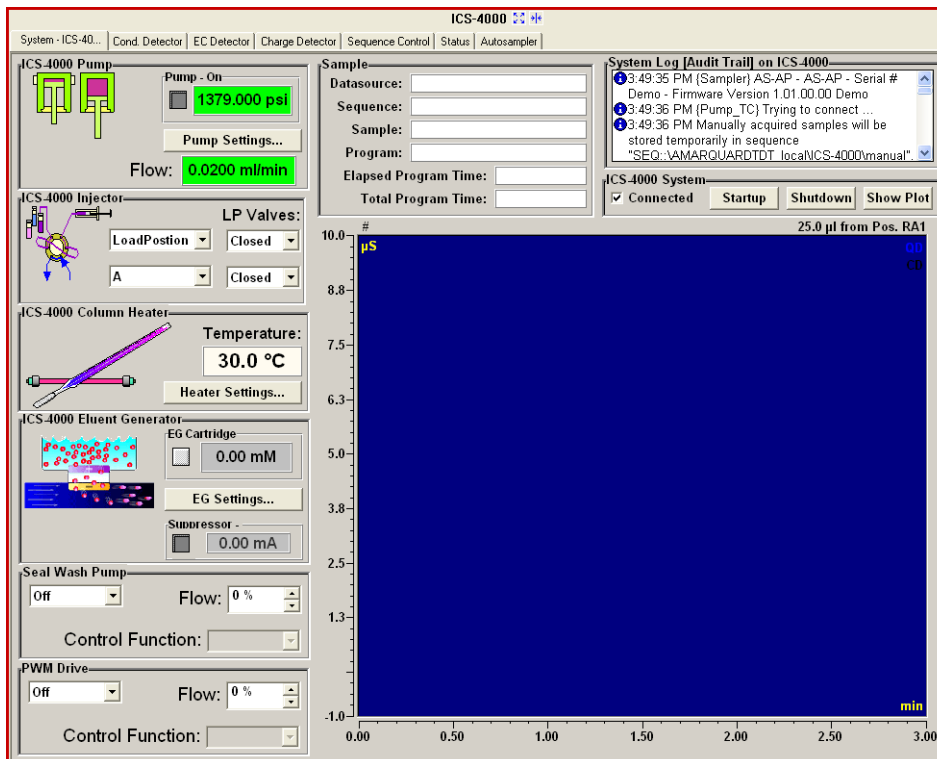 ICS-4000
System - ICS-40... Cond. Detector EC Detector Charge Detector Sequence Control Status Autosampler
ICS-4000 Pump
Pump - On
1379.000 psi
Pump Settings...
Flow: 0.0200 ml/min
Sample
Datasource:
Sequence:
Sample:
Program:
Elapsed Program Time:
Total Program Time:
System Log [Audit Trail] on ICS-4000
3:49:35 PM {Sampler} AS-AP - AS-AP - Serial #
Demo - Firmware Version 1.01.00.00 Demo
3:49:36 PM {Pump_TC} Trying to connect ...
3:49:36 PM Manually acquired samples will be
stored temporarily in sequence
"SEQ::\AMARQUARDTDT_local\ICS-4000\manual".
ICS-4000 System
Connected Startup Shutdown Show Plot
ICS-4000 Injector
LP Valves:
LoadPostion Closed
A Closed
ICS-4000 Column Heater
Temperature:
30.0 °C
Heater Settings...
ICS-4000 Eluent Generator
EG Cartridge
0.00 mM
EG Settings...
Suppressor -
0.00 mA
Seal Wash Pump
Off Flow: 0 %
Control Function:
PWM Drive
Off Flow: 0 %
Control Function:
# 25.0 µl from Pos. RA1
µS
CD
10.0
8.8
7.5
6.3
5.0
3.8
2.5
1.3
-1.0
min
0.00 0.50 1.00 1.50 2.00 2.50 3.00